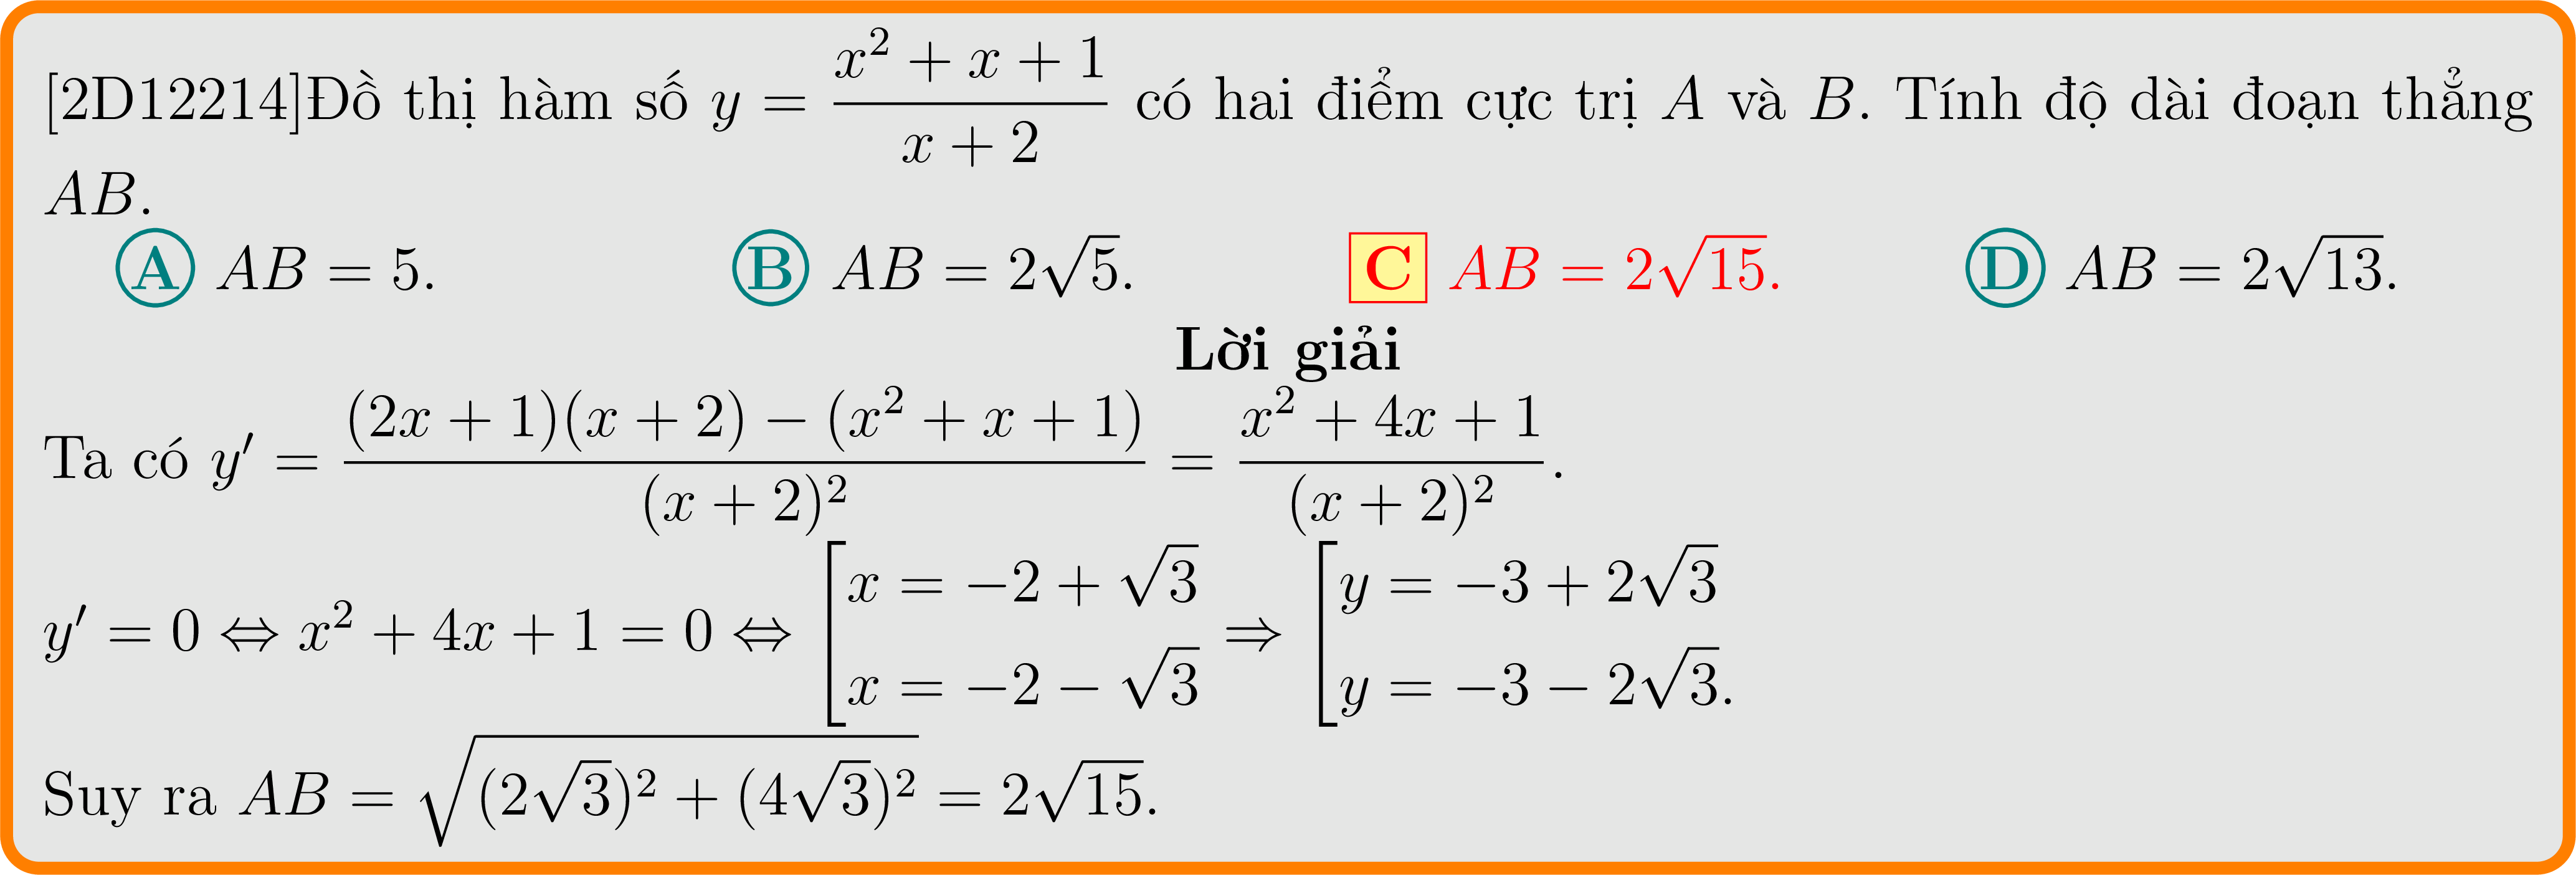 [2D12214]Đồ thị hàm số $y = \dfrac{x^2 + x + 1}{x + 2}$ có hai điểm cực trị $A$ và $B$. Tính độ dài đoạn thẳng
$AB$.
A $AB = 5$. B $AB = 2\sqrt{5}$. C $AB = 2\sqrt{15}$. D $AB = 2\sqrt{13}$.
Lời giải
Ta có $y' = \dfrac{(2x + 1)(x + 2) - (x^2 + x + 1)}{(x + 2)^2} = \dfrac{x^2 + 4x + 1}{(x + 2)^2}$.
$y' = 0 \Leftrightarrow x^2 + 4x + 1 = 0 \Leftrightarrow \left[\begin{array}{l} x = -2 + \sqrt{3} \\ x = -2 - \sqrt{3} \end{array}\right. \Rightarrow \left[\begin{array}{l} y = -3 + 2\sqrt{3} \\ y = -3 - 2\sqrt{3}. \end{array}\right.$
Suy ra $AB = \sqrt{(2\sqrt{3})^2 + (4\sqrt{3})^2} = 2\sqrt{15}$.